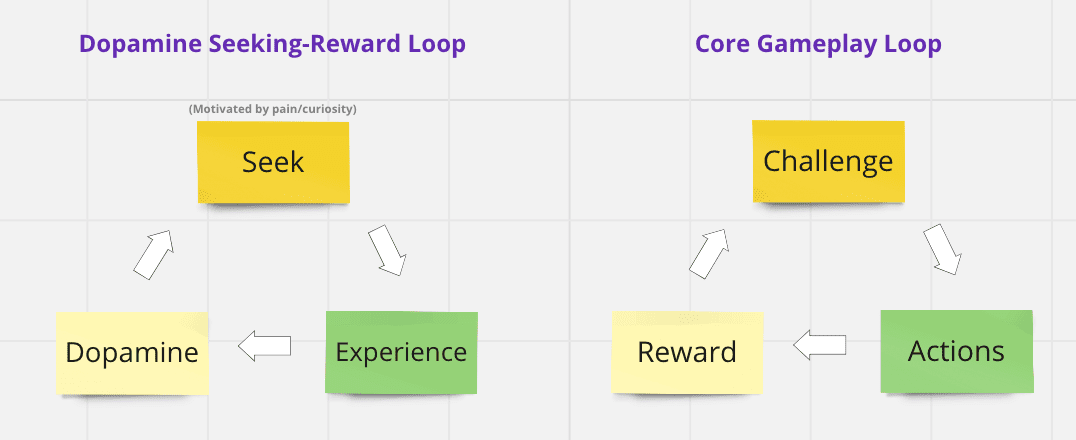 Dopamine Seeking-Reward Loop
(Motivated by pain/curiosity)
Seek
Dopamine
Experience
Core Gameplay Loop
Challenge
Reward
Actions